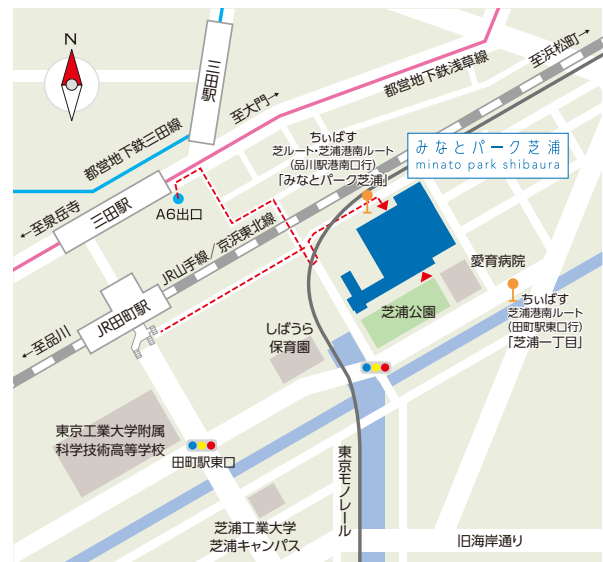 N
三田駅
都営地下鉄三田線
至大門→
都営地下鉄浅草線
至浜松町→
ちぃばす
芝ルート・芝浦港南ルート
(品川駅港南口行)
「みなとパーク芝浦」
みなとパーク芝浦
minato park shibaura
←至泉岳寺
三田駅
A6出口
JR山手線/京浜東北線
JR田町駅
←至品川
愛育病院
ちぃばす
芝浦港南ルート
(田町駅東口行)
「芝浦一丁目」
芝浦公園
しばうら
保育園
東京工業大学附属
科学技術高等学校
田町駅東口
芝浦工業大学
芝浦キャンパス
東京モノレール
旧海岸通り